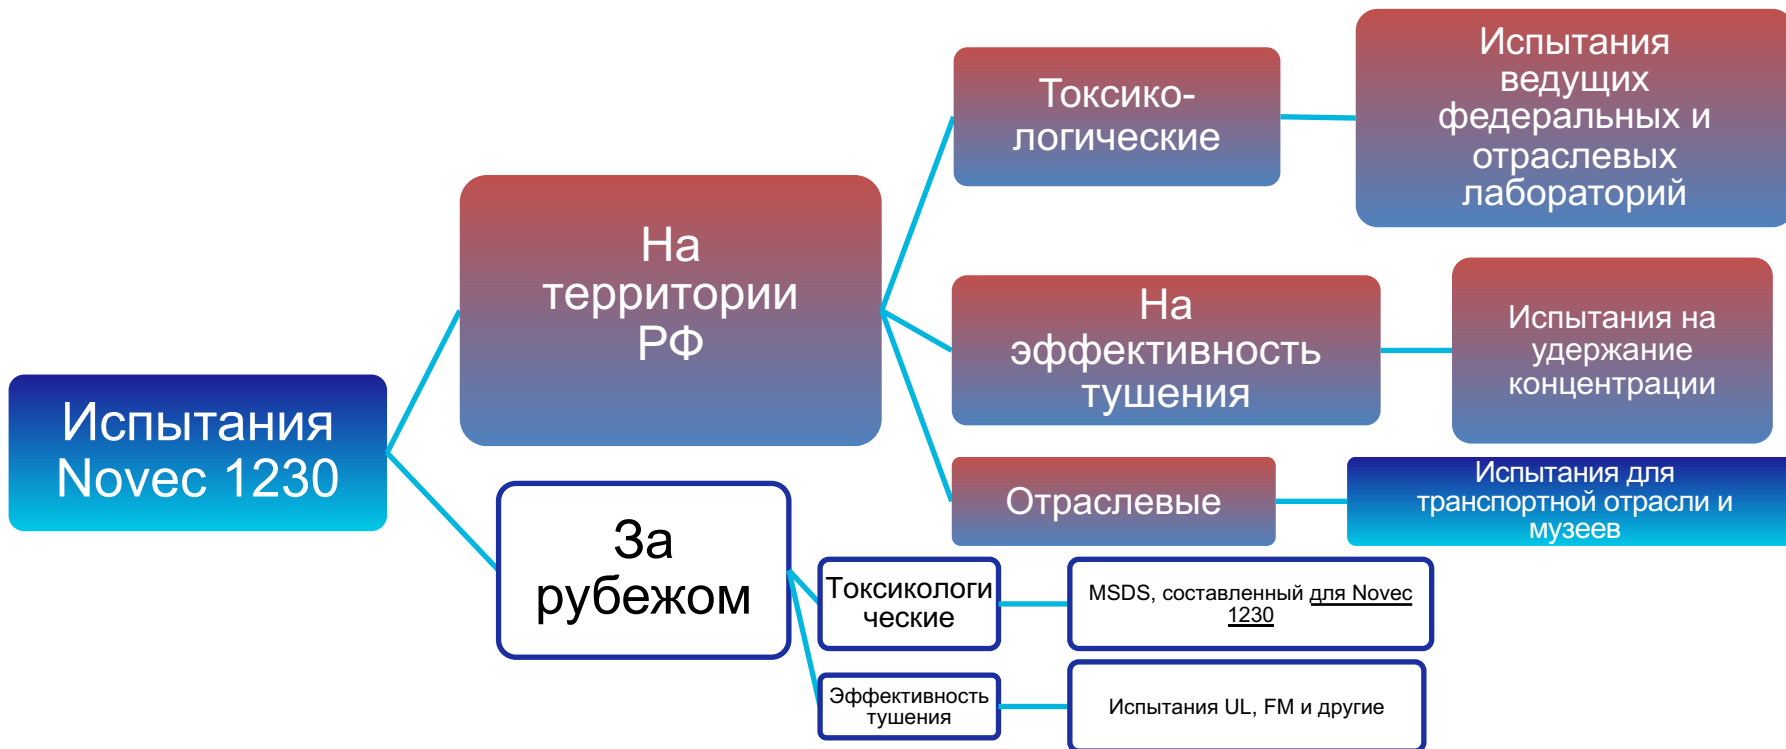 Испытания
Novec 1230
На
территории
РФ
Токсико-
логические
Испытания
ведущих
федеральных и
отраслевых
лабораторий
На
эффективность
тушения
Испытания на
удержание
концентрации
Отраслевые
Испытания для
транспортной отрасли и
музеев
За
рубежом
Токсикологи
ческие
MSDS, составленный для Novec
1230
Эффективность
тушения
Испытания UL, FM и другие